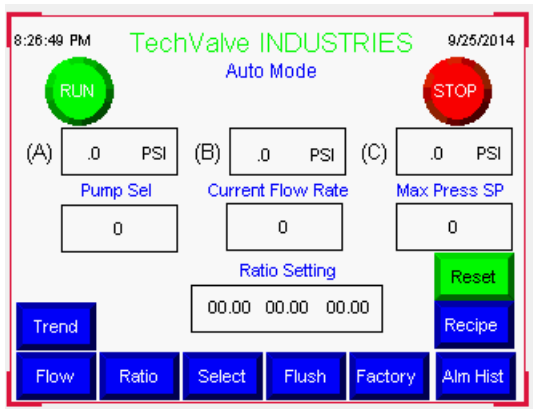 8:26:49 PM TechValve INDUSTRIES 9/25/2014
Auto Mode
RUN STOP
(A) .0 PSI (B) .0 PSI (C) .0 PSI
Pump Sel Current Flow Rate Max Press SP
0 0 0
Ratio Setting
Reset
00.00 00.00 00.00
Trend Recipe
Flow Ratio Select Flush Factory Alm Hist